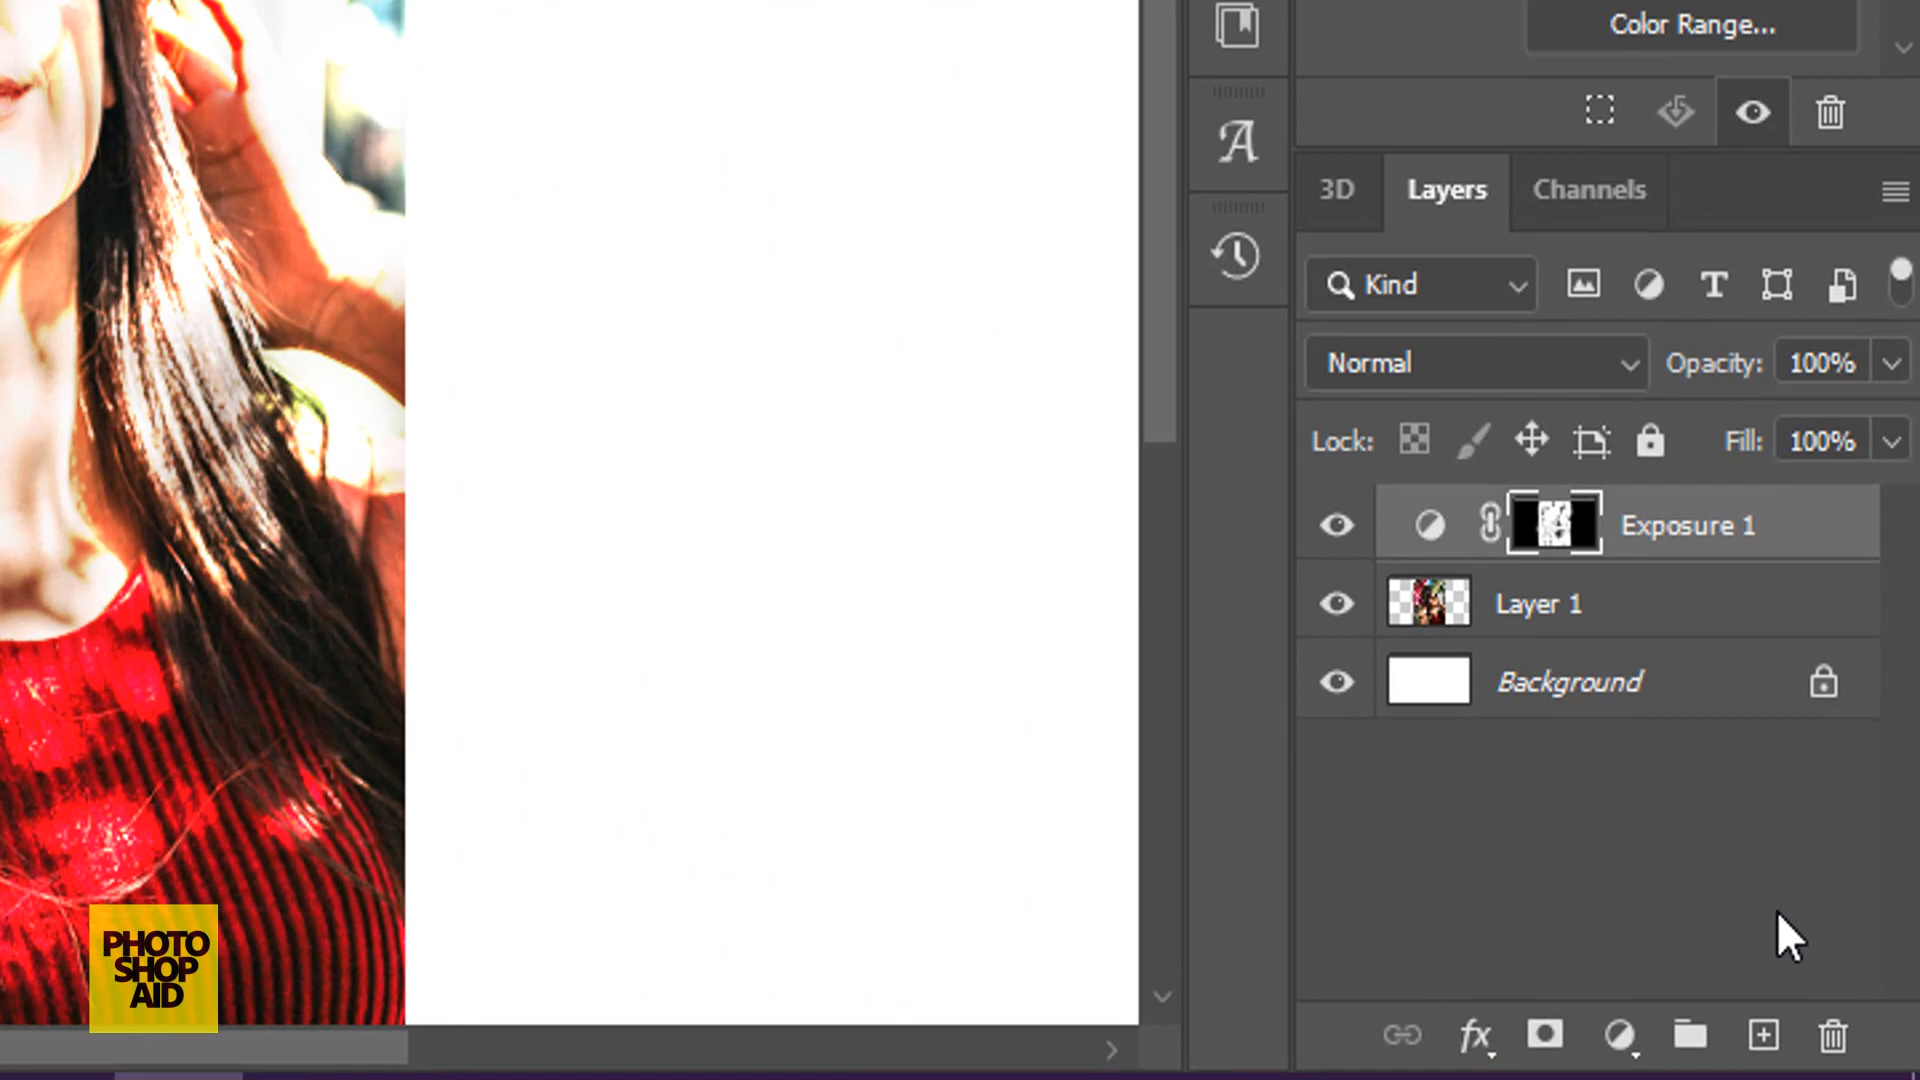 Color Range...
3D
Layers
Channels
Kind
Normal
Opacity: 100%
Lock:
Fill: 100%
Exposure 1
Layer 1
Background
fx
PHOTO
SHOP
AID